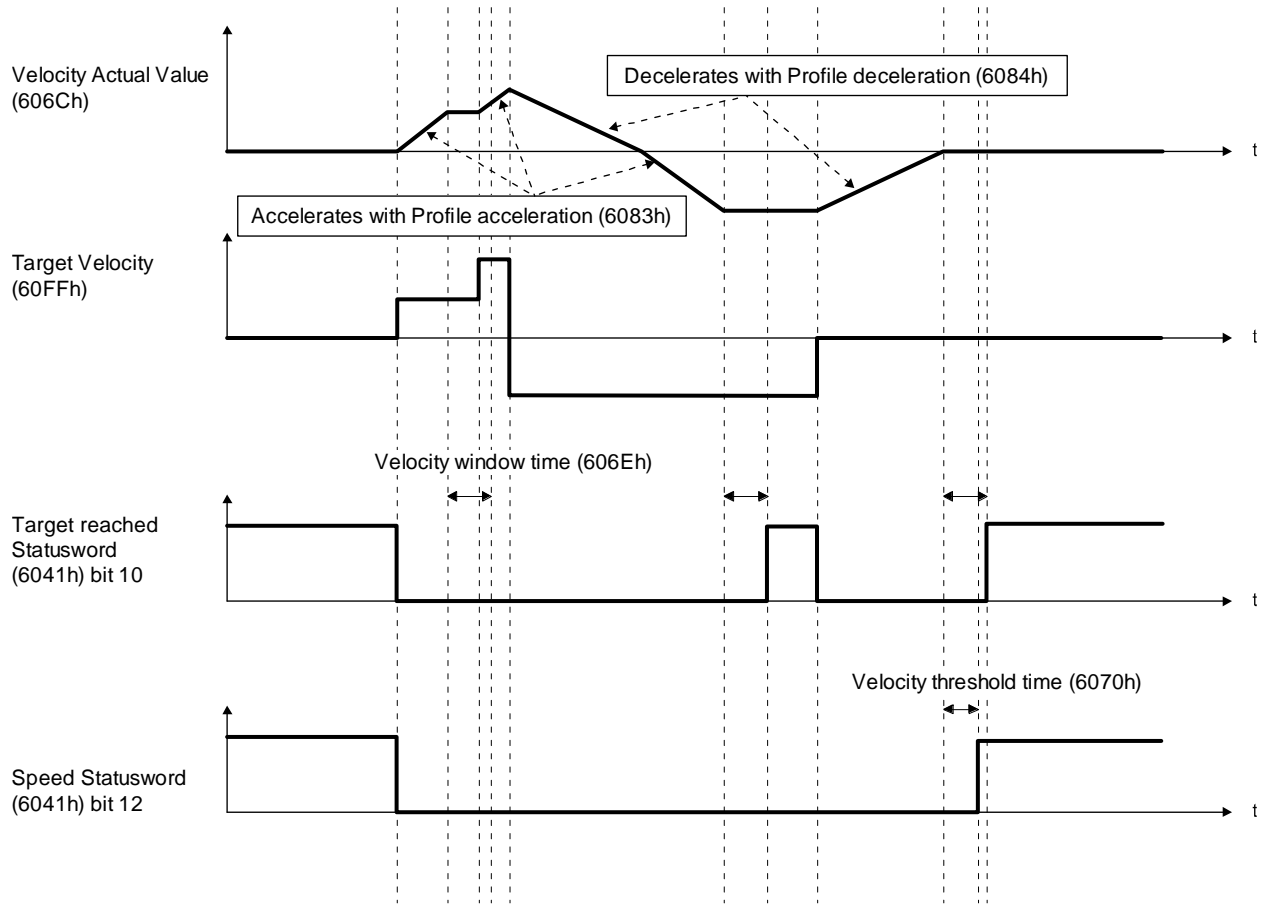 Velocity Actual Value
(606Ch)
Decelerates with Profile deceleration (6084h)
t
Accelerates with Profile acceleration (6083h)
Target Velocity
(60FFh)
t
Velocity window time (606Eh)
Target reached
Statusword
(6041h) bit 10
t
Velocity threshold time (6070h)
Speed Statusword
(6041h) bit 12
t